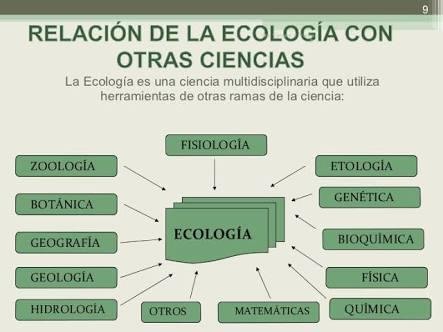 9
RELACIÓN DE LA ECOLOGÍA CON
OTRAS CIENCIAS
La Ecología es una ciencia multidisciplinaria que utiliza
herramientas de otras ramas de la ciencia:
FISIOLOGÍA
ZOOLOGÍA
ETOLOGÍA
BOTÁNICA
GENÉTICA
ECOLOGÍA
GEOGRAFÍA
BIOQUÍMICA
GEOLOGÍA
FÍSICA
HIDROLOGÍA
OTROS
MATEMÁTICAS
QUÍMICA